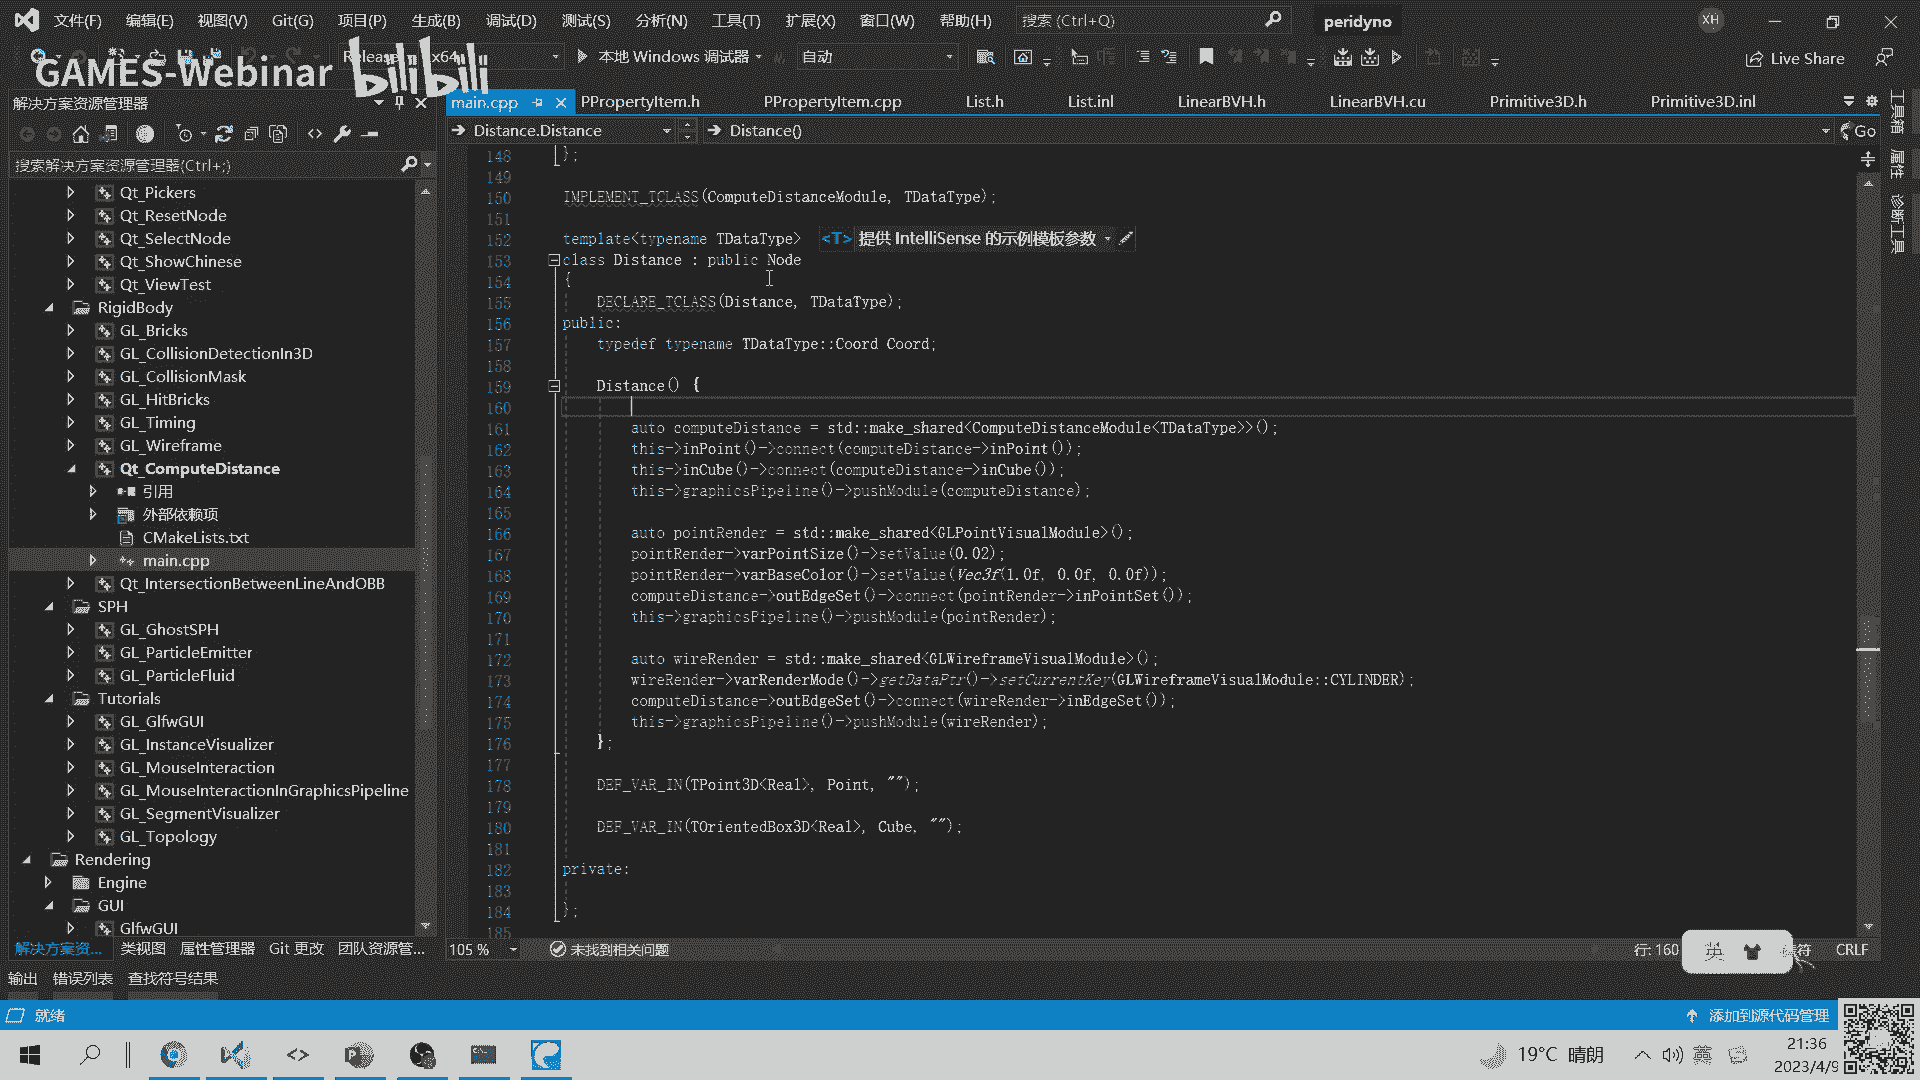 文件(F) 编辑(E) 视图(V) Git(G) 项目(P) 生成(B) 调试(D) 测试(S) 分析(N) 工具(T) 扩展(X) 窗口(W) 帮助(H) 搜索 (Ctrl+Q) peridyno XH
Release x64 本地 Windows 调试器 自动 Live Share
GAMES-Webinar bilibili
解决方案资源管理器
main.cpp PPropertyItem.h PPropertyItem.cpp List.h List.inl LinearBVH.h LinearBVH.cu Primitive3D.h Primitive3D.inl
Distance.Distance Distance() Go
搜索解决方案资源管理器(Ctrl+;)
Qt_Pickers
Qt_ResetNode
Qt_SelectNode
Qt_ShowChinese
Qt_ViewTest
RigidBody
GL_Bricks
GL_CollisionDetectionIn3D
GL_CollisionMask
GL_HitBricks
GL_Timing
GL_Wireframe
Qt_ComputeDistance
引用
外部依赖项
CMakeLists.txt
main.cpp
Qt_IntersectionBetweenLineAndOBB
SPH
GL_GhostSPH
GL_ParticleEmitter
GL_ParticleFluid
Tutorials
GL_GlfwGUI
GL_InstanceVisualizer
GL_MouseInteraction
GL_MouseInteractionInGraphicsPipeline
GL_SegmentVisualizer
GL_Topology
Rendering
Engine
GUI
GlfwGUI
148 };
149
150 IMPLEMENT_TCLASS(ComputeDistanceModule, TDataType);
151
152 template<typename TDataType> <T> 提供 IntelliSense 的示例模板参数
153 class Distance : public Node
154 {
155 DECLARE_TCLASS(Distance, TDataType);
156 public:
157 typedef typename TDataType::Coord Coord;
158
159 Distance() {
160
161 auto computeDistance = std::make_shared<ComputeDistanceModule<TDataType>>();
162 this->inPoint()->connect(computeDistance->inPoint());
163 this->inCube()->connect(computeDistance->inCube());
164 this->graphicsPipeline()->pushModule(computeDistance);
165
166 auto pointRender = std::make_shared<GLPointVisualModule>();
167 pointRender->varPointSize()->setValue(0.02);
168 pointRender->varBaseColor()->setValue(Vec3f(1.0f, 0.0f, 0.0f));
169 computeDistance->outEdgeSet()->connect(pointRender->inPointSet());
170 this->graphicsPipeline()->pushModule(pointRender);
171
172 auto wireRender = std::make_shared<GLWireframeVisualModule>();
173 wireRender->varRenderMode()->getDataPtr()->setCurrentKey(GLWireframeVisualModule::CYLINDER);
174 computeDistance->outEdgeSet()->connect(wireRender->inEdgeSet());
175 this->graphicsPipeline()->pushModule(wireRender);
176 };
177
178 DEF_VAR_IN(TPoint3D<Real>, Point, "");
179
180 DEF_VAR_IN(TOrientedBox3D<Real>, Cube, "");
181
182 private:
183
184 };
185
工具箱
属性
诊断工具
解决方案资... 类视图 属性管理器 Git 更改 团队资源管...
105 % 未找到相关问题 行: 160 英 CRLF
输出 错误列表 查找符号结果
就绪 添加到源代码管理
19°C 晴朗 英
21:36
2023/4/9